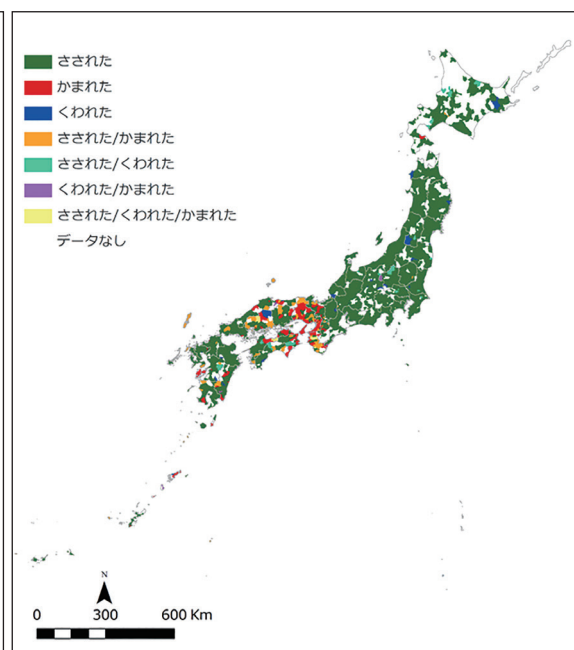 さされた
かまれた
くわれた
さされた/かまれた
さされた/くわれた
くわれた/かまれた
さされた/くわれた/かまれた
データなし
N
0 300 600 Km